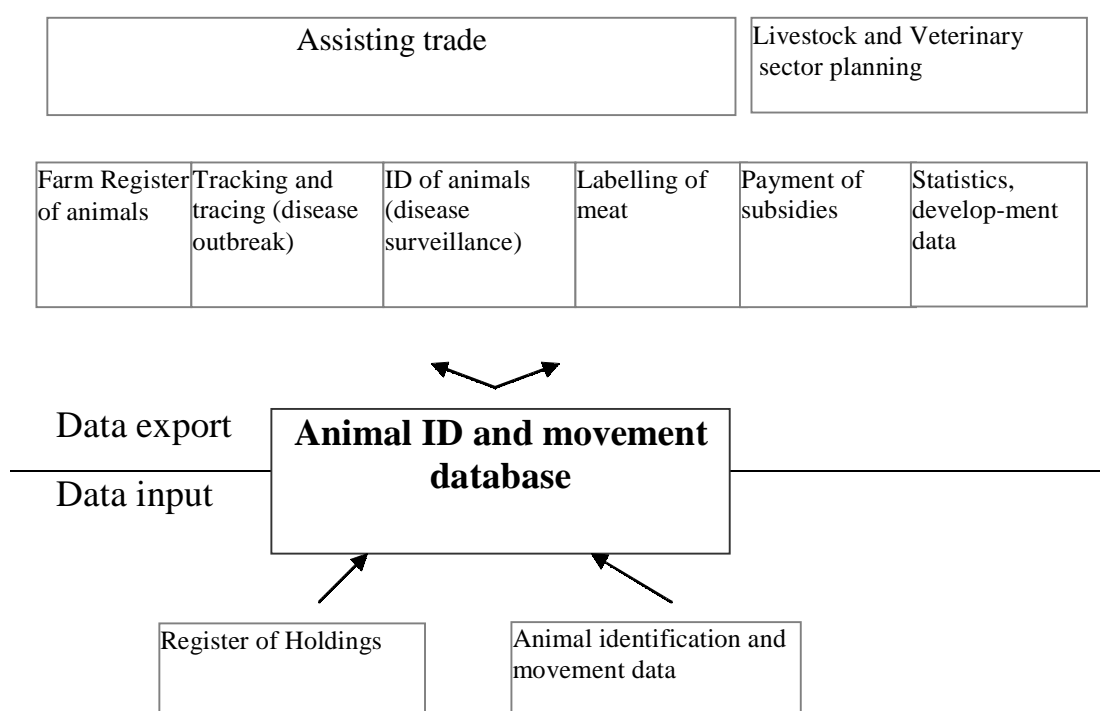 Assisting trade
Livestock and Veterinary
sector planning
Farm Register
of animals
Tracking and
tracing (disease
outbreak)
ID of animals
(disease
surveillance)
Labelling of
meat
Payment of
subsidies
Statistics,
develop-ment
data
Data export
Animal ID and movement
database
Data input
Register of Holdings
Animal identification and
movement data